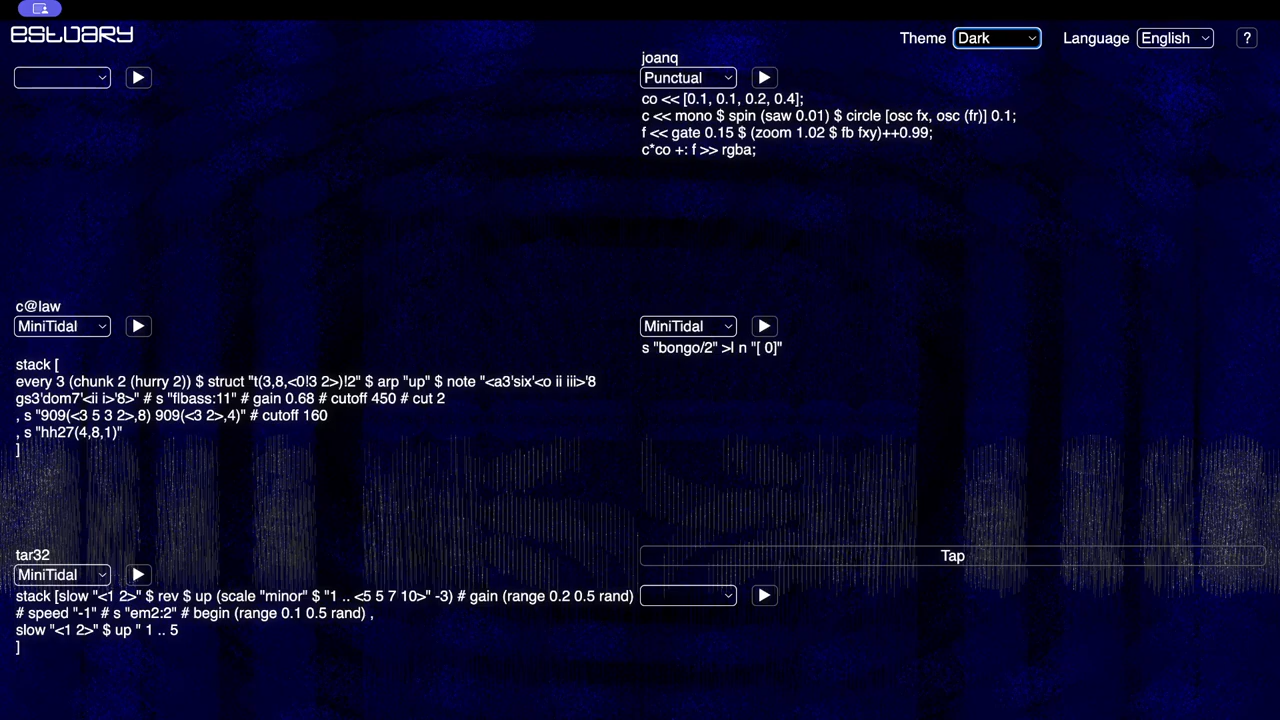 estuary
Theme Dark Language English ?
joanq
Punctual
co << [0.1, 0.1, 0.2, 0.4];
c << mono $ spin (saw 0.01) $ circle [osc fx, osc (fr)] 0.1;
f << gate 0.15 $ (zoom 1.02 $ fb fxy)++0.99;
c*co +: f >> rgba;
c@law
MiniTidal
stack [
every 3 (chunk 2 (hurry 2)) $ struct "t(3,8,<0!3 2>)!2" $ arp "up" $ note "<a3'six'<o ii iii>'8
gs3'dom7'<ii i>'8>" # s "flbass:11" # gain 0.68 # cutoff 450 # cut 2
, s "909(<3 5 3 2>,8) 909(<3 2>,4)" # cutoff 160
, s "hh27(4,8,1)"
]
MiniTidal
s "bongo/2" >| n "[ 0]"
tar32
MiniTidal
stack [slow "<1 2>" $ rev $ up (scale "minor" $ "1 .. <5 5 7 10>" -3) # gain (range 0.2 0.5 rand)
# speed "-1" # s "em2:2" # begin (range 0.1 0.5 rand) ,
slow "<1 2>" $ up " 1 .. 5
]
Tap